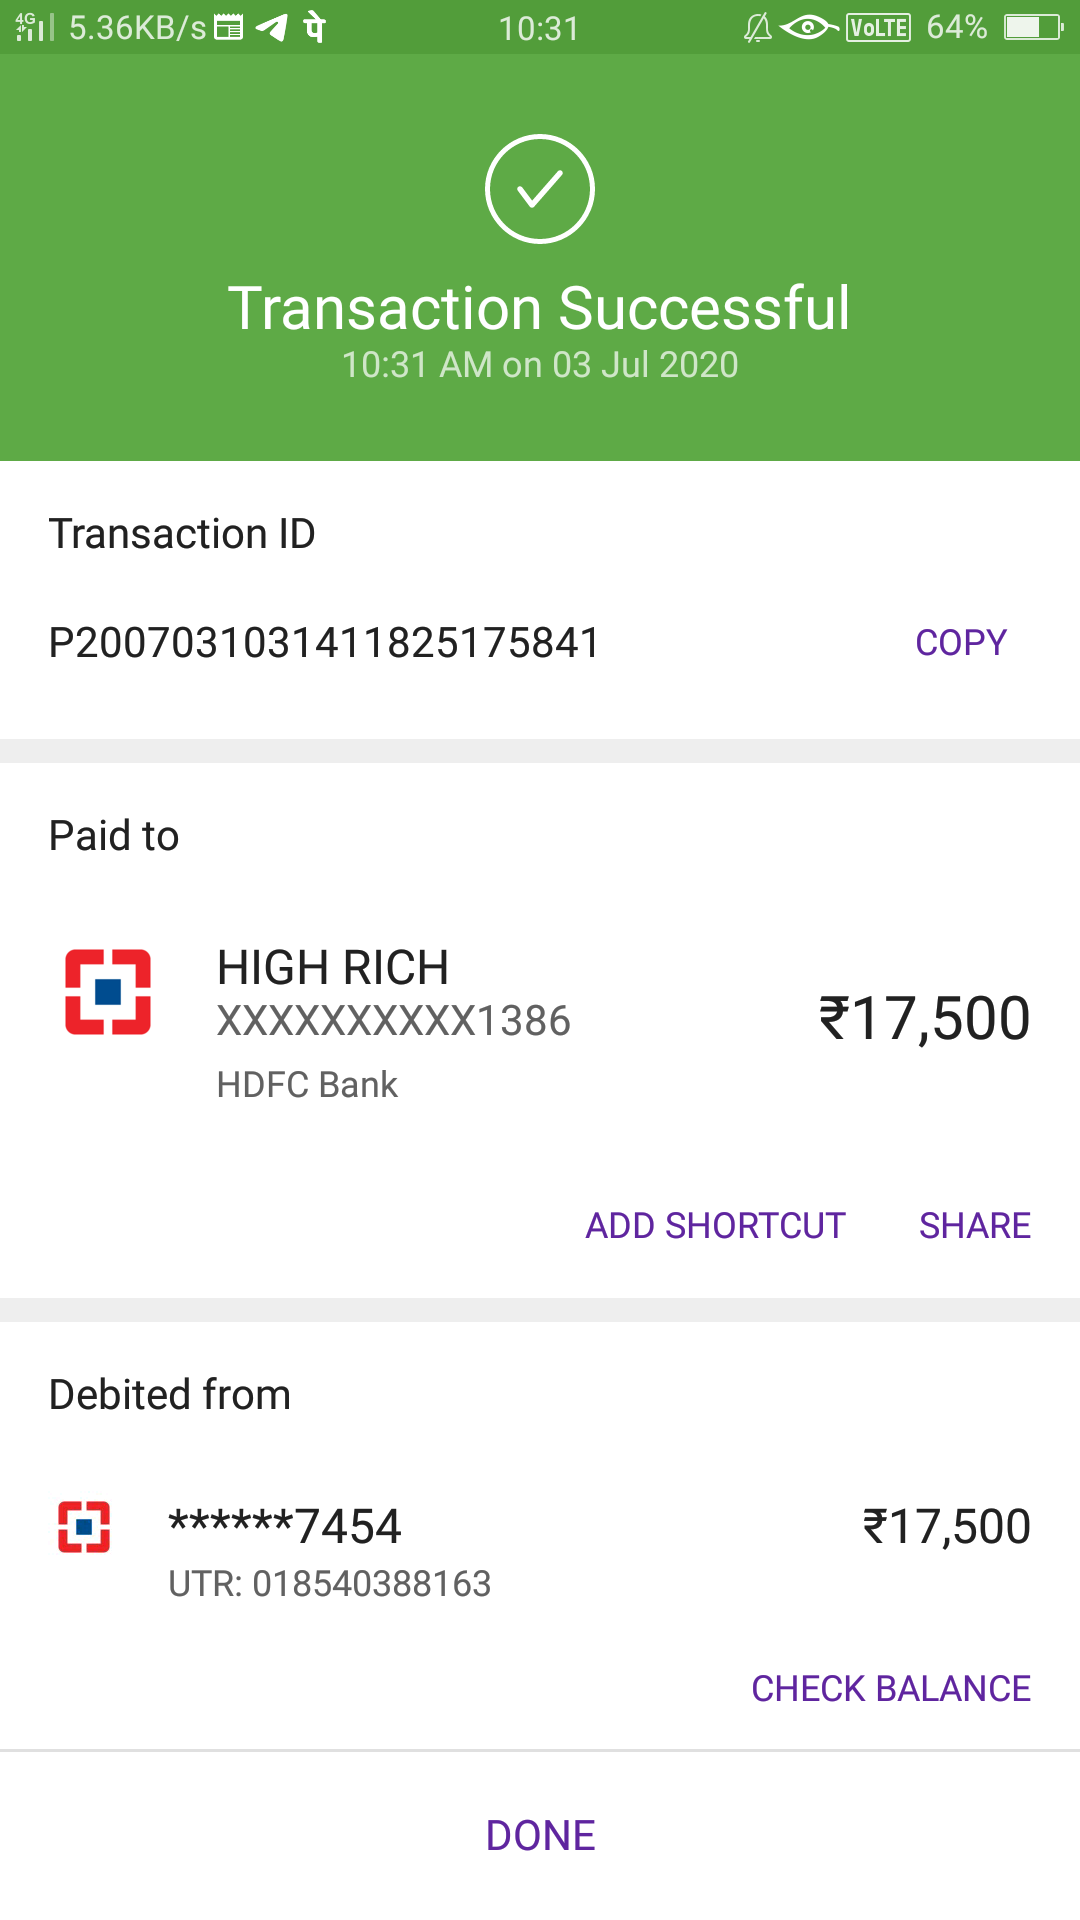 4G 5.36KB/s पे 10:31 VoLTE 64%
Transaction Successful
10:31 AM on 03 Jul 2020
Transaction ID
P2007031031411825175841 COPY
Paid to
HIGH RICH
XXXXXXXXXX1386 ₹17,500
HDFC Bank
ADD SHORTCUT SHARE
Debited from
******7454 ₹17,500
UTR: 018540388163
CHECK BALANCE
DONE